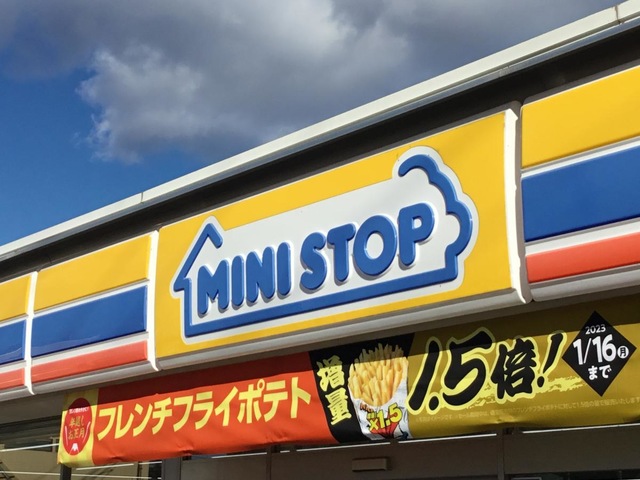 MINI STOP
フレンチフライポテト
増量
×1.5
1.5倍!
2023
1/16(月)
まで